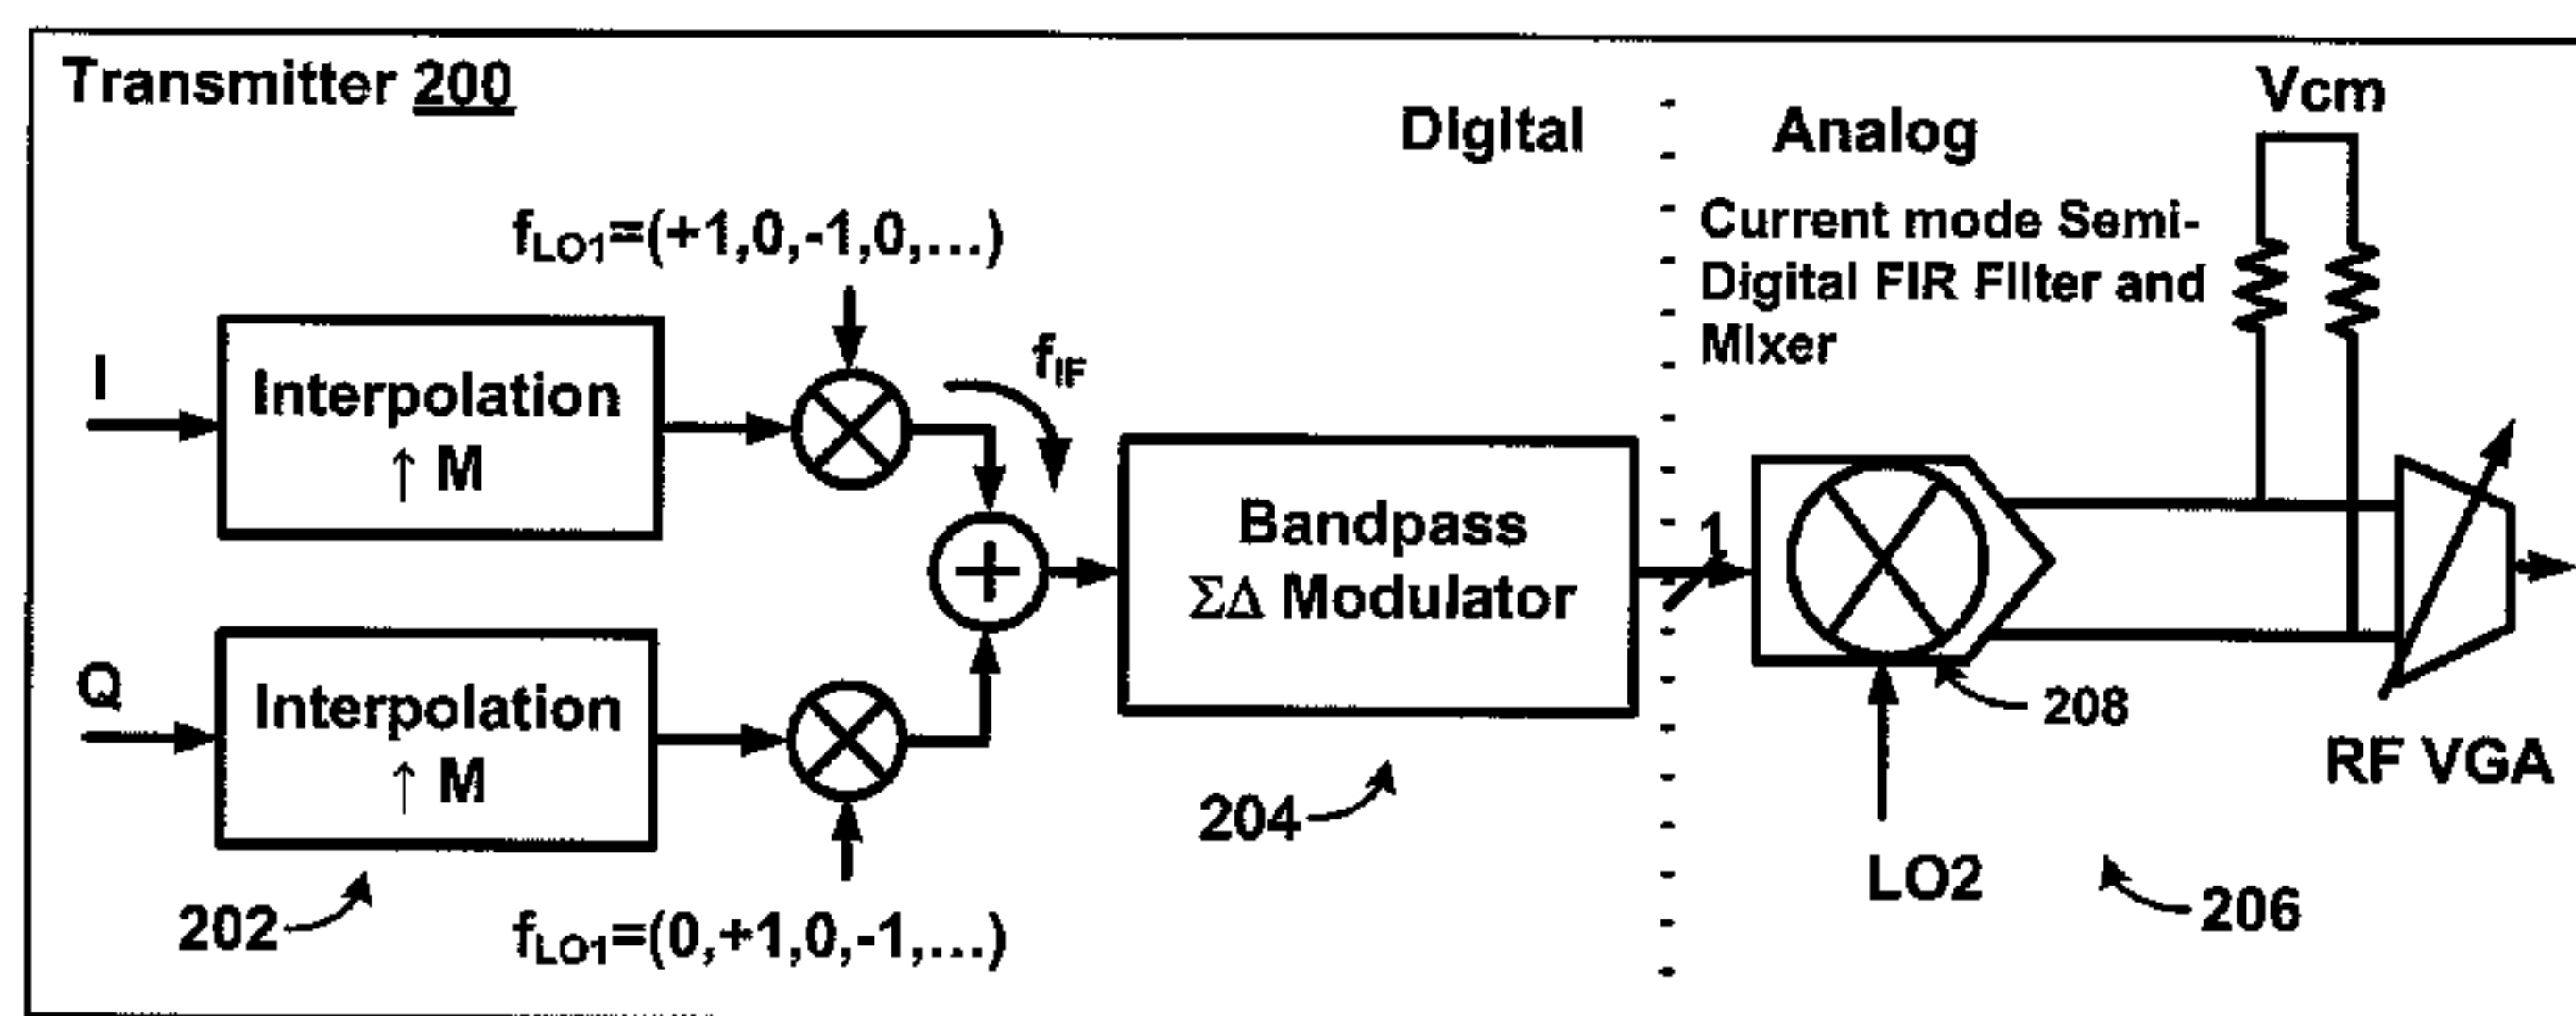 Transmitter 200
Digital
Analog
Vcm
Current mode Semi-
Digital FIR Filter and
Mixer
fLO1=(+1,0,-1,0,...)
fIF
I
Interpolation
↑ M
Bandpass
ΣΔ Modulator
1
Q
Interpolation
↑ M
208
RF VGA
204
LO2
206
202
fLO1=(0,+1,0,-1,...)